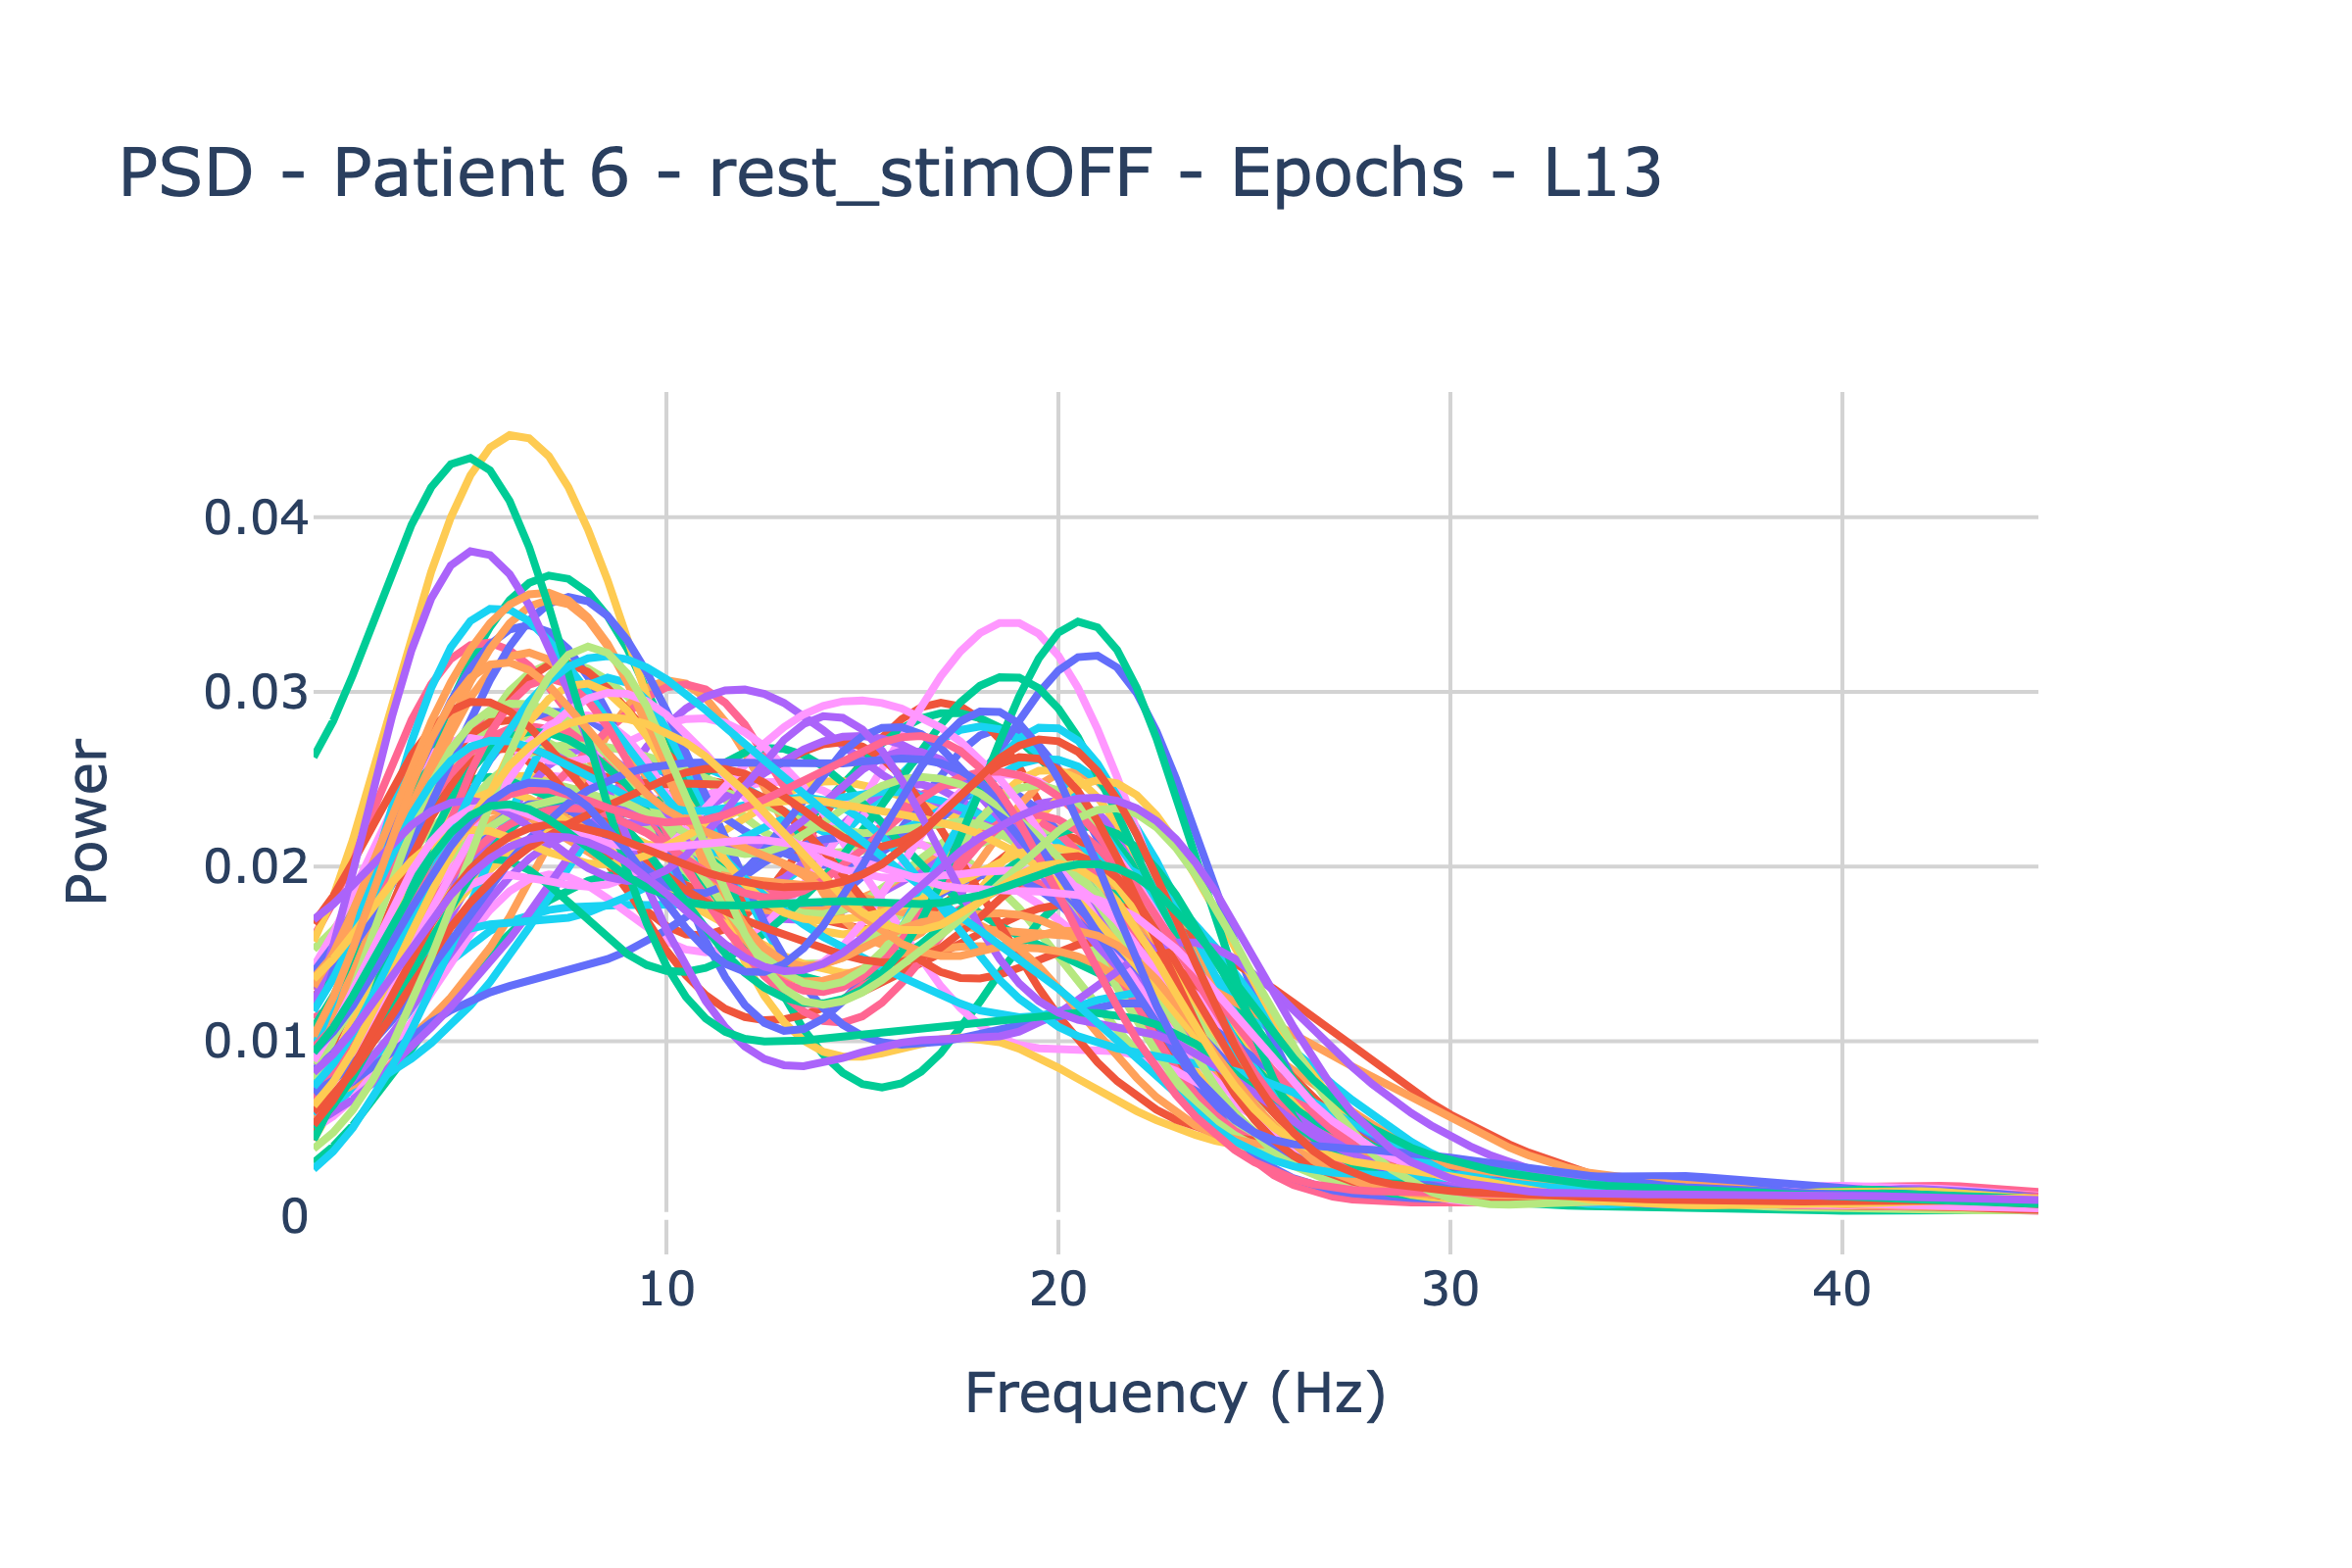 PSD - Patient 6 - rest_stimOFF - Epochs - L13
0.04
0.03
0.02
0.01
0
Power
10 20 30 40
Frequency (Hz)